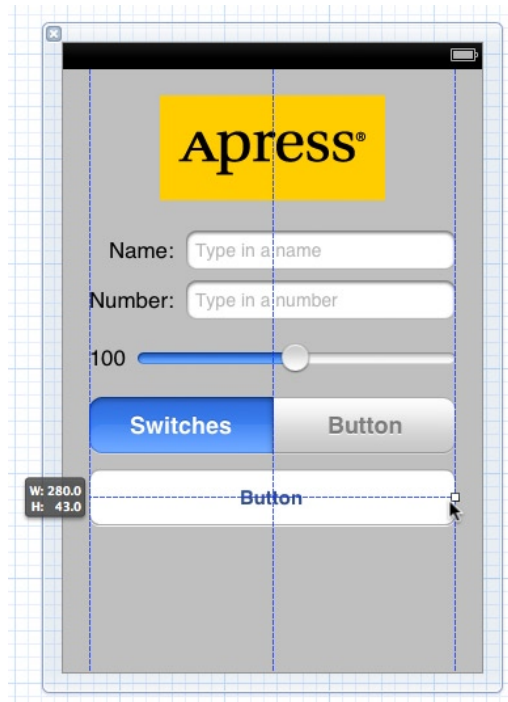 Apress®
Name: Type in a name
Number: Type in a number
100
Switches Button
Button
W: 280.0
H: 43.0